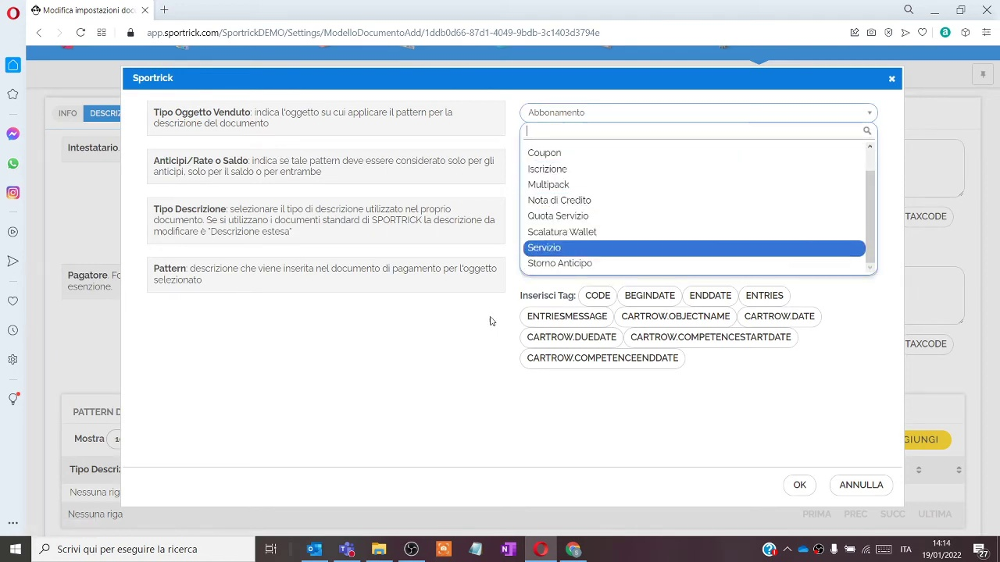 Modifica impostazioni doc
app.sportrick.com/SportrickDEMO/Settings/ModelloDocumentoAdd/1ddb0d66-87d1-4049-9bdb-3c1403d3794e
Sportrick
INFO
DESCRIZ
Intestatario.
Pagatore. Fo
esenzione.
TAXCODE
TAXCODE
Tipo Oggetto Venduto: indica l'oggetto su cui applicare il pattern per la
descrizione del documento
Anticipi/Rate o Saldo: indica se tale pattern deve essere considerato solo per gli
anticipi, solo per il saldo o per entrambe
Tipo Descrizione: selezionare il tipo di descrizione utilizzato nel proprio
documento. Se si utilizzano i documenti standard di SPORTRICK la descrizione da
modificare è "Descrizione estesa"
Pattern: descrizione che viene inserita nel documento di pagamento per l'oggetto
selezionato
Abbonamento
Coupon
Iscrizione
Multipack
Nota di Credito
Quota Servizio
Scalatura Wallet
Servizio
Storno Anticipo
Inserisci Tag: CODE BEGINDATE ENDDATE ENTRIES
ENTRIESMESSAGE CARTROW.OBJECTNAME CARTROW.DATE
CARTROW.DUEDATE CARTROW.COMPETENCESTARTDATE
CARTROW.COMPETENCEENDDATE
PATTERN D
Mostra
GIUNGI
Tipo Descriz
Nessuna rig
Nessuna riga
PRIMA PREC SUCC ULTIMA
OK
ANNULLA
Scrivi qui per eseguire la ricerca
ITA
14:14
19/01/2022
27